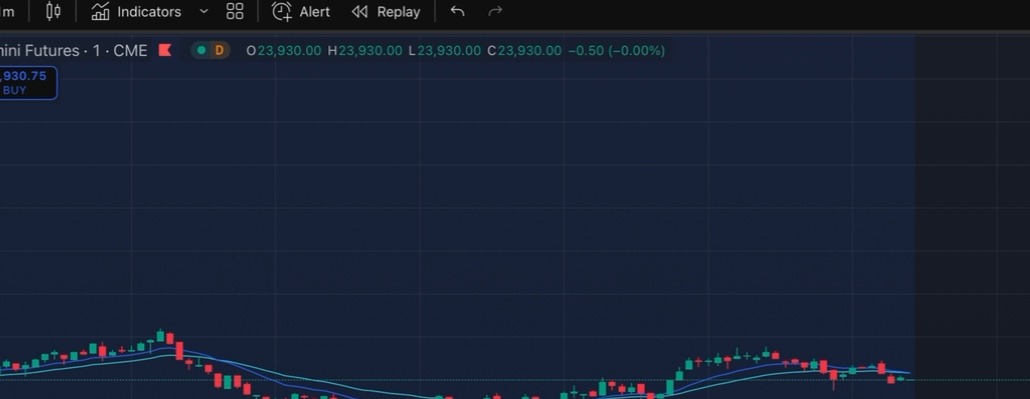 m Indicators Alert Replay
ini Futures · 1 · CME D O23,930.00 H23,930.00 L23,930.00 C23,930.00 −0.50 (−0.00%)
,930.75
BUY